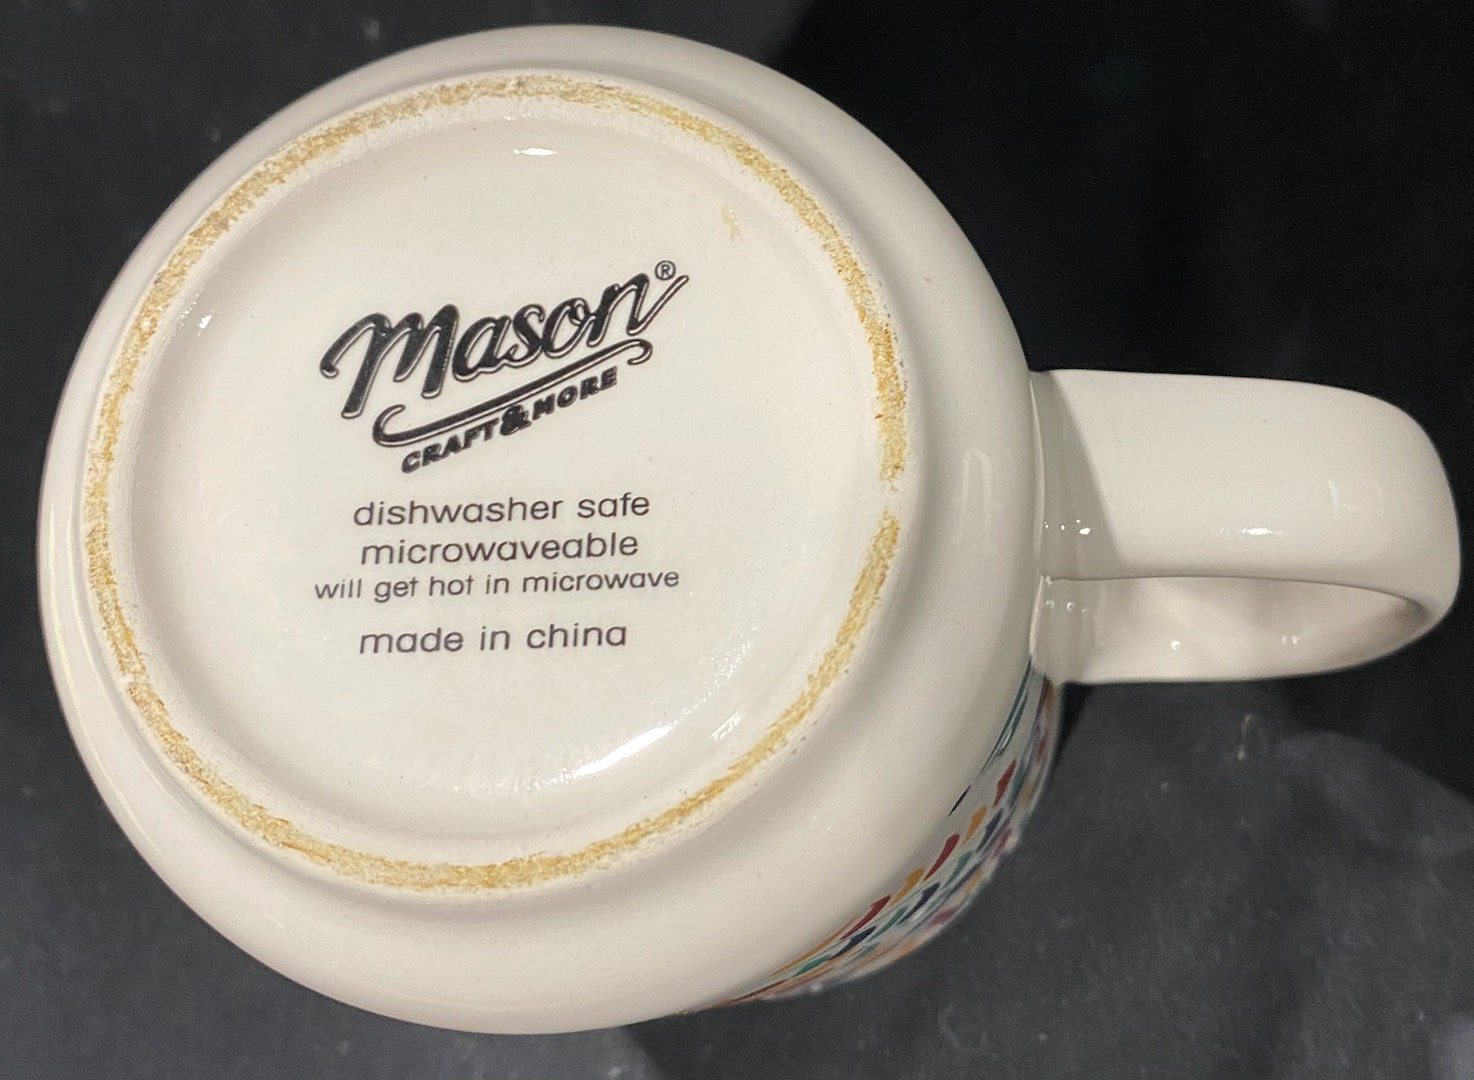 Mason®
CRAFT & MORE
dishwasher safe
microwaveable
will get hot in microwave
made in china